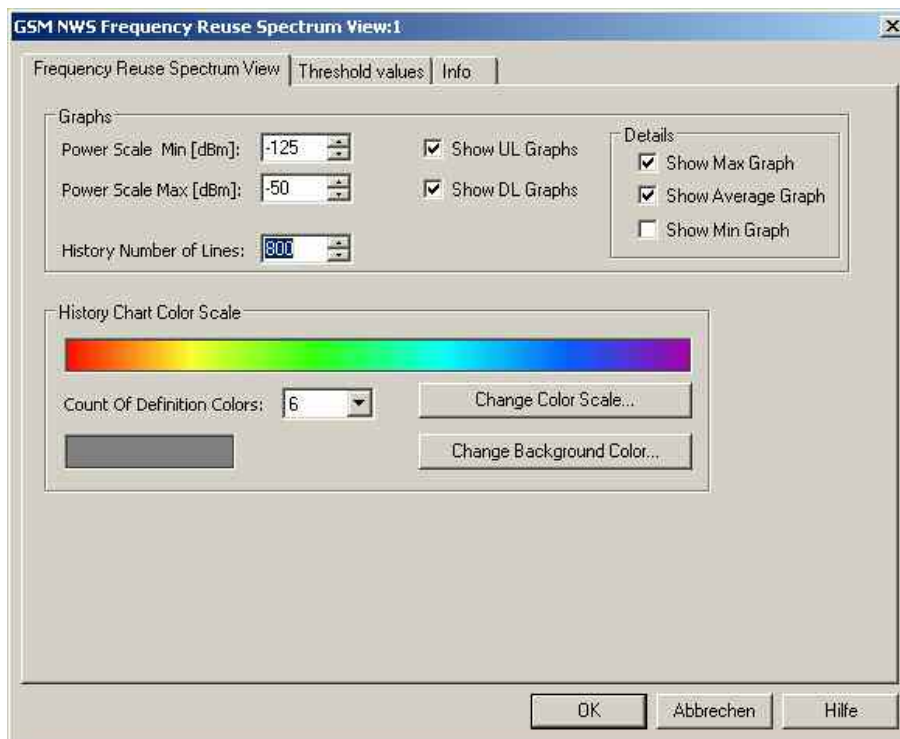 GSM NWS Frequency Reuse Spectrum View:1
Frequency Reuse Spectrum View
Threshold values
Info
Graphs
Power Scale Min [dBm]:
-125
Show UL Graphs
Power Scale Max [dBm]:
-50
Show DL Graphs
History Number of Lines:
800
Details
Show Max Graph
Show Average Graph
Show Min Graph
History Chart Color Scale
Count Of Definition Colors:
6
Change Color Scale...
Change Background Color...
OK
Abbrechen
Hilfe